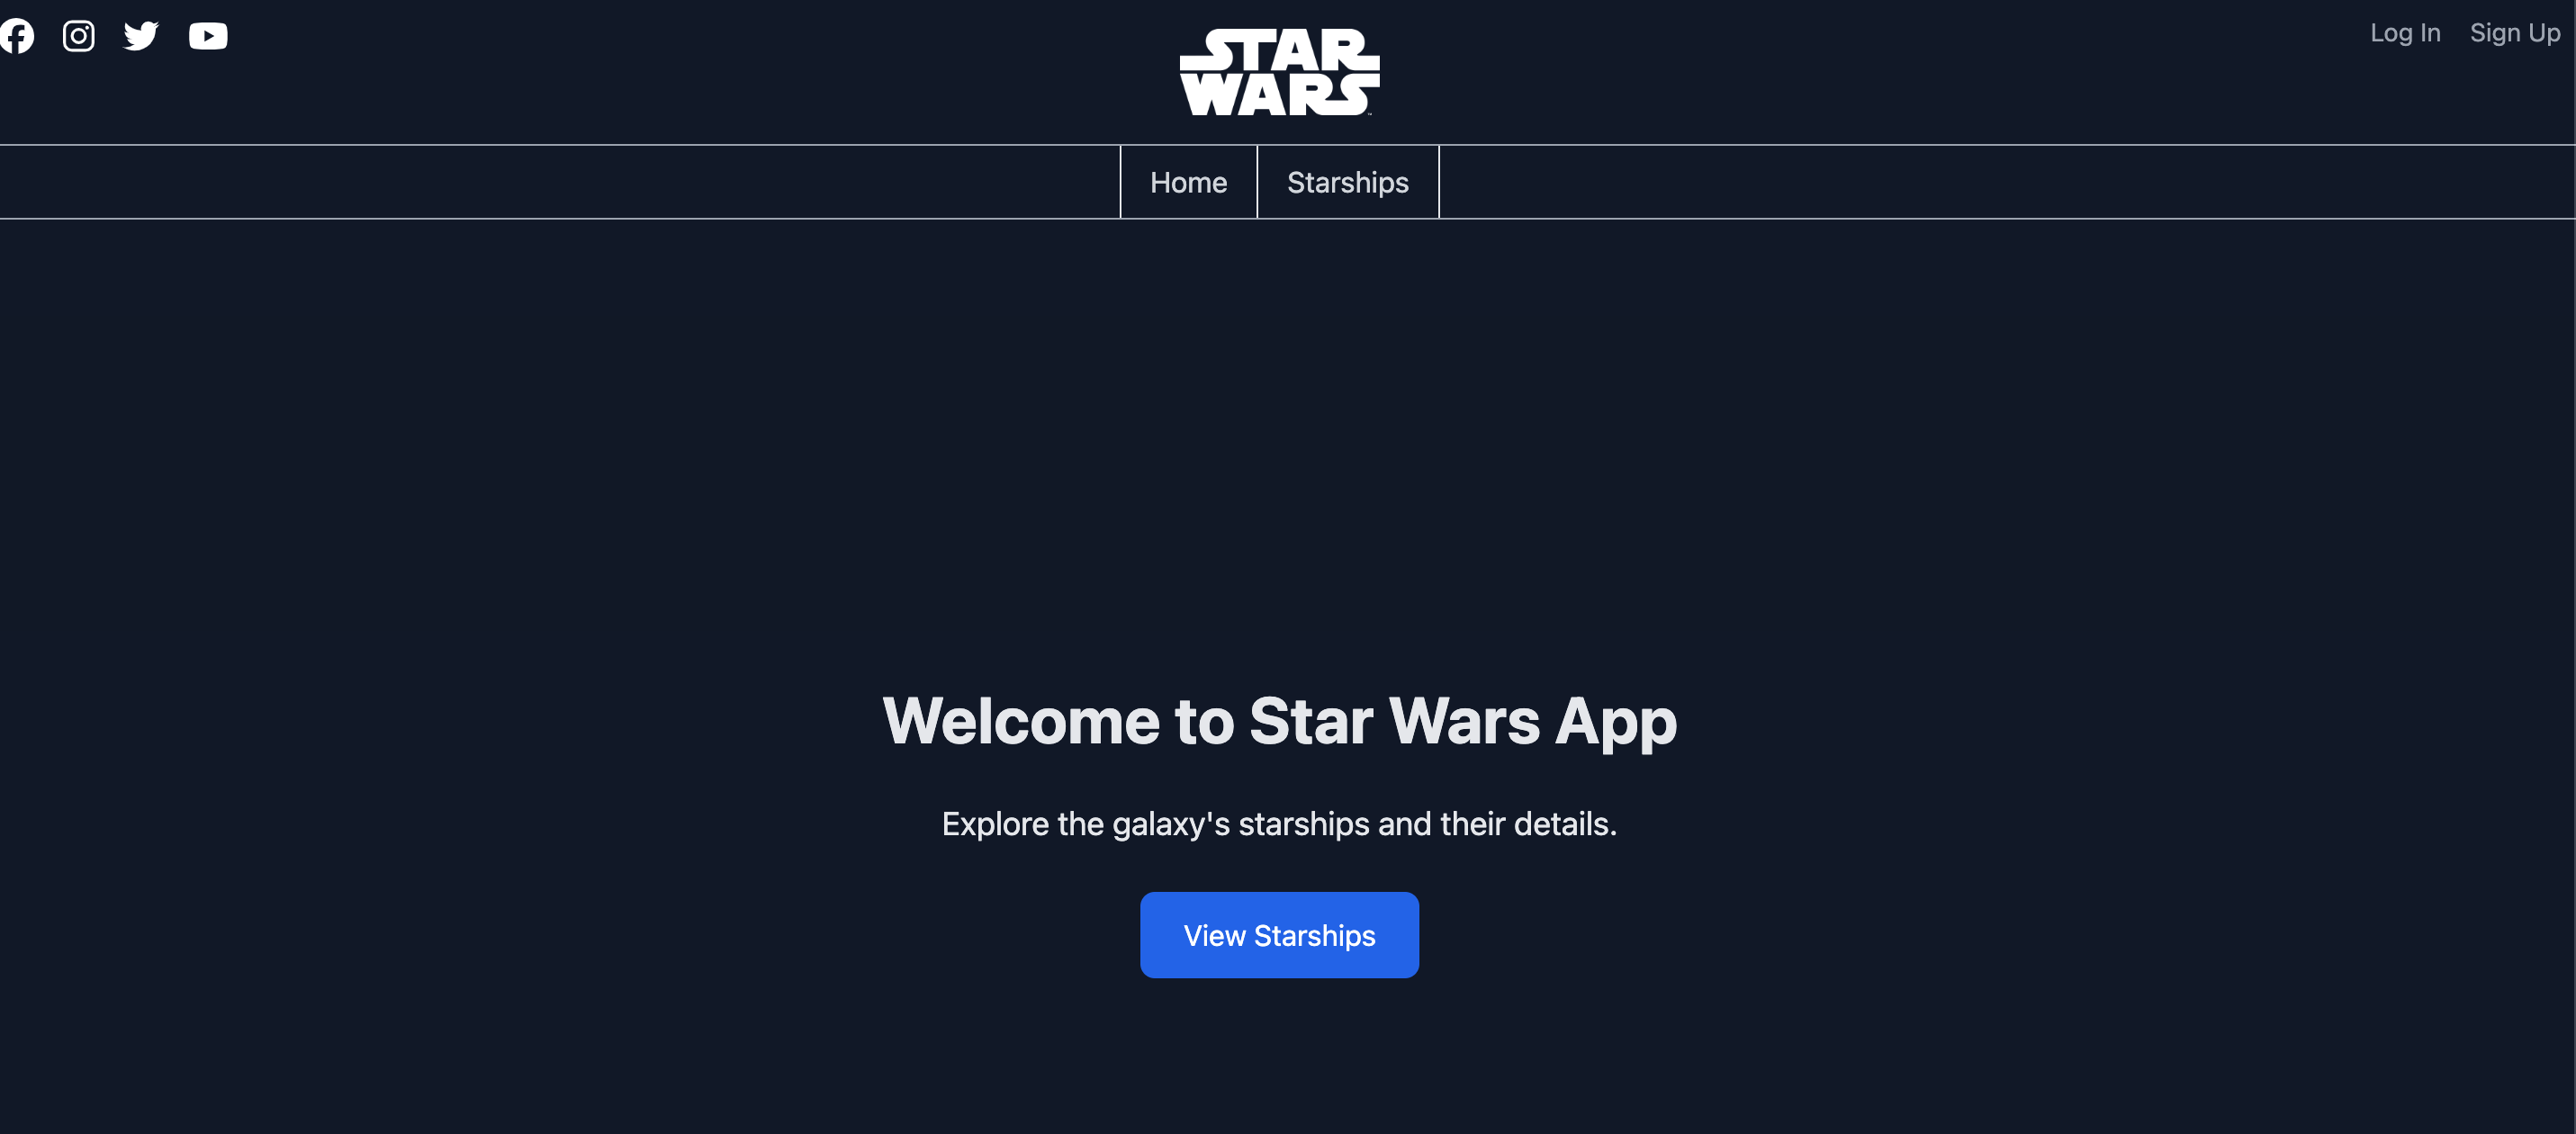 STAR
WARS
Log In Sign Up
Home Starships
Welcome to Star Wars App
Explore the galaxy's starships and their details.
View Starships